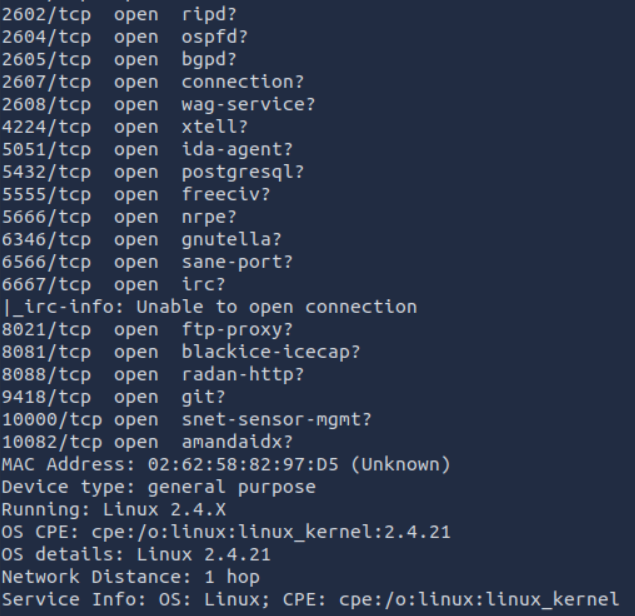 2602/tcp open ripd?
2604/tcp open ospfd?
2605/tcp open bgpd?
2607/tcp open connection?
2608/tcp open wag-service?
4224/tcp open xtell?
5051/tcp open ida-agent?
5432/tcp open postgresql?
5555/tcp open freeciv?
5666/tcp open nrpe?
6346/tcp open gnutella?
6566/tcp open sane-port?
6667/tcp open irc?
|_irc-info: Unable to open connection
8021/tcp open ftp-proxy?
8081/tcp open blackice-icecap?
8088/tcp open radan-http?
9418/tcp open git?
10000/tcp open snet-sensor-mgmt?
10082/tcp open amandaidx?
MAC Address: 02:62:58:82:97:D5 (Unknown)
Device type: general purpose
Running: Linux 2.4.X
OS CPE: cpe:/o:linux:linux_kernel:2.4.21
OS details: Linux 2.4.21
Network Distance: 1 hop
Service Info: OS: Linux; CPE: cpe:/o:linux:linux_kernel